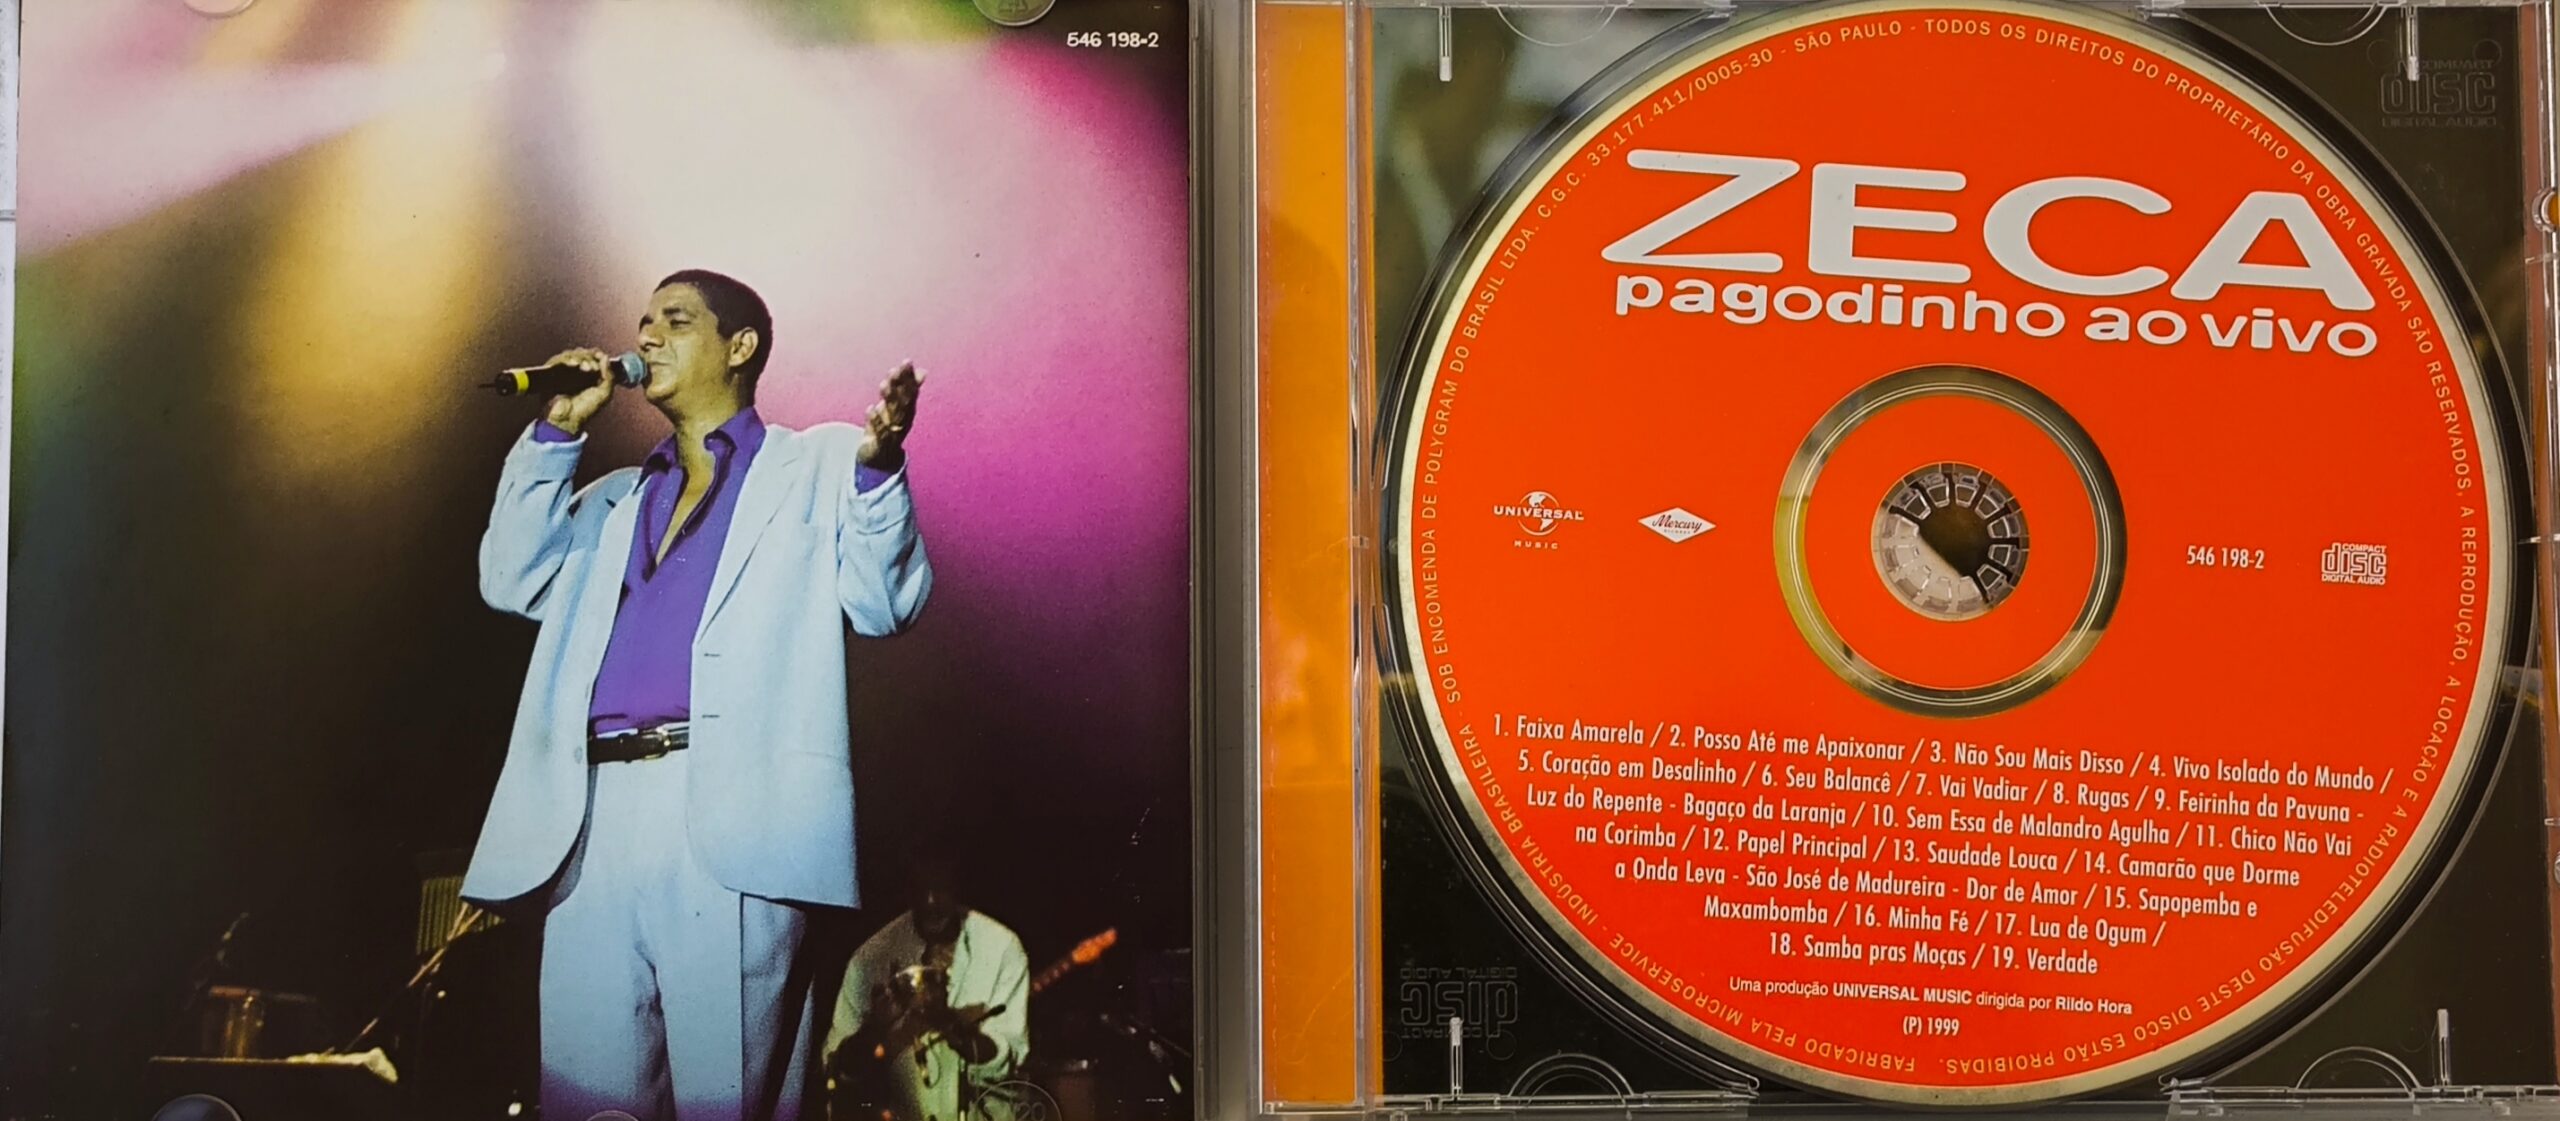 546 198-2
ZECA
pagodinho ao vivo
UNIVERSAL
MUSIC
Mercury
546 198-2
COMPACT
disc
DIGITAL AUDIO
1. Faixa Amarela / 2. Posso Até me Apaixonar / 3. Não Sou Mais Disso / 4. Vivo Isolado do Mundo /
5. Coração em Desalinho / 6. Seu Balancê / 7. Vai Vadiar / 8. Rugas / 9. Feirinha da Pavuna -
Luz do Repente - Bagaço da Laranja / 10. Sem Essa de Malandro Agulha / 11. Chico Não Vai
na Corimba / 12. Papel Principal / 13. Saudade Louca / 14. Camarão que Dorme
a Onda Leva - São José de Madureira - Dor de Amor / 15. Sapopemba e
Maxambomba / 16. Minha Fé / 17. Lua de Ogum /
18. Samba pras Moças / 19. Verdade
Uma produção UNIVERSAL MUSIC dirigida por Rildo Hora
(P) 1999
FABRICADO PELA MICROSERVICE - INDÚSTRIA BRASILEIRA - SOB ENCOMENDA DE POLYGRAM DO BRASIL LTDA. C.G.C. 33.177.411/0005-30 - SÃO PAULO - TODOS OS DIREITOS DO PROPRIETÁRIO DA OBRA GRAVADA SÃO RESERVADOS, A REPRODUÇÃO, A LOCAÇÃO E A RADIOTELEDIFUSÃO DESTE DISCO ESTÃO PROIBIDAS.
COMPACT
disc
DIGITAL AUDIO
COMPACT
disc
DIGITAL AUDIO